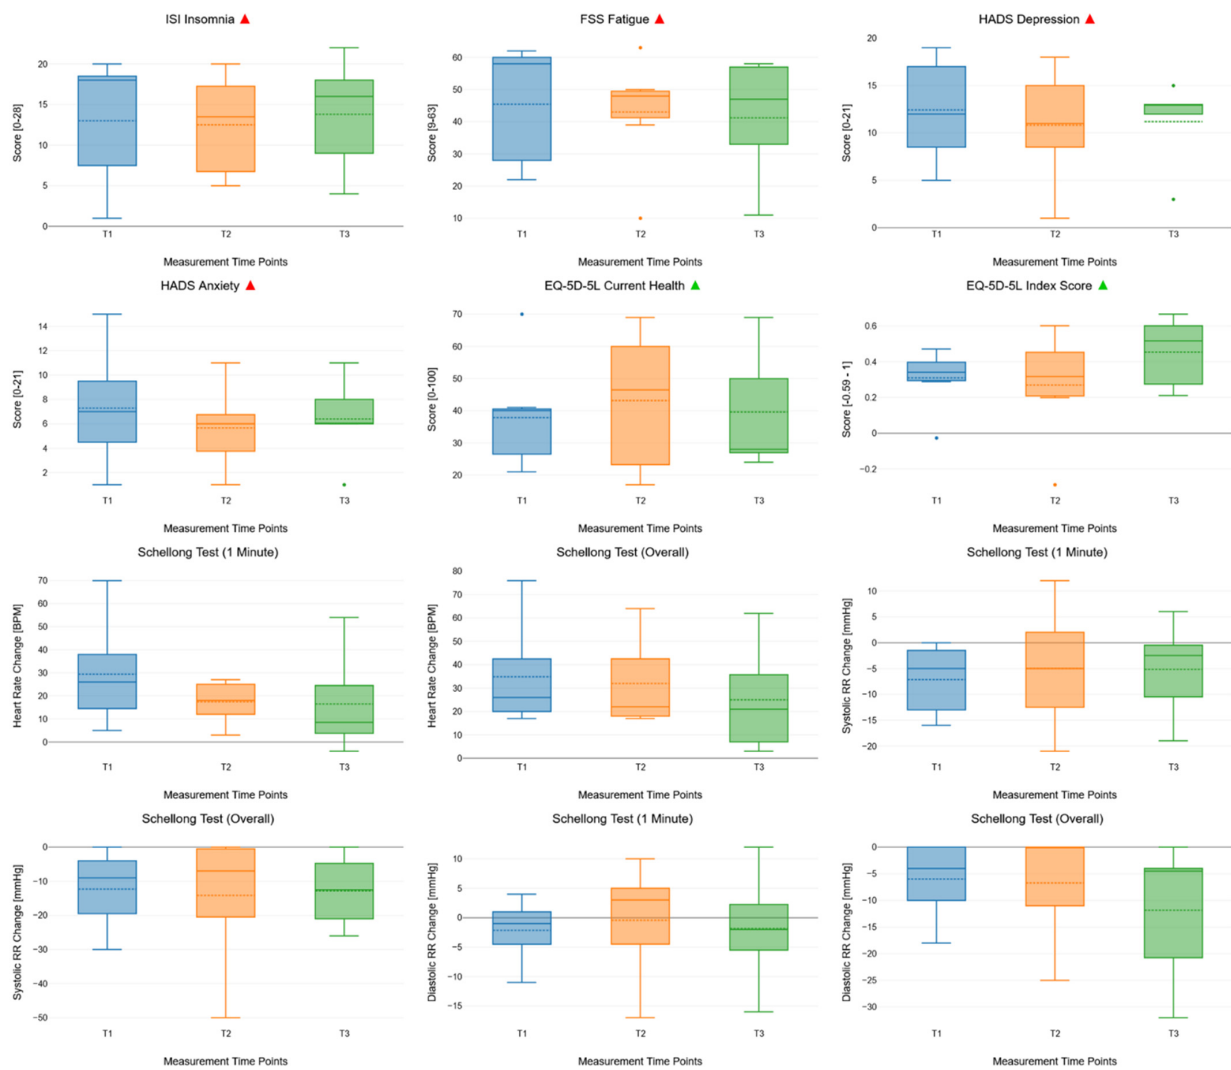 ISI Insomnia ▲
FSS Fatigue ▲
HADS Depression ▲
Score [0-28]
20
15
10
5
0
T1 T2 T3
Measurement Time Points
Score [9-63]
60
50
40
30
20
10
T1 T2 T3
Measurement Time Points
Score [0-21]
20
15
10
5
0
T1 T2 T3
Measurement Time Points
HADS Anxiety ▲
EQ-5D-5L Current Health ▲
EQ-5D-5L Index Score ▲
Score [0-21]
14
12
10
8
6
4
2
T1 T2 T3
Measurement Time Points
Score [0-100]
70
60
50
40
30
20
T1 T2 T3
Measurement Time Points
Score [-0.59 - 1]
0.6
0.4
0.2
0
−0.2
T1 T2 T3
Measurement Time Points
Schellong Test (1 Minute)
Schellong Test (Overall)
Schellong Test (1 Minute)
Heart Rate Change [BPM]
70
60
50
40
30
20
10
0
T1 T2 T3
Measurement Time Points
Heart Rate Change [BPM]
80
70
60
50
40
30
20
10
0
T1 T2 T3
Measurement Time Points
Systolic RR Change [mmHg]
10
5
0
−5
−10
−15
−20
T1 T2 T3
Measurement Time Points
Schellong Test (Overall)
Schellong Test (1 Minute)
Schellong Test (Overall)
Systolic RR Change [mmHg]
0
−10
−20
−30
−40
−50
T1 T2 T3
Measurement Time Points
Diastolic RR Change [mmHg]
10
5
0
−5
−10
−15
T1 T2 T3
Measurement Time Points
Diastolic RR Change [mmHg]
0
−5
−10
−15
−20
−25
−30
T1 T2 T3
Measurement Time Points